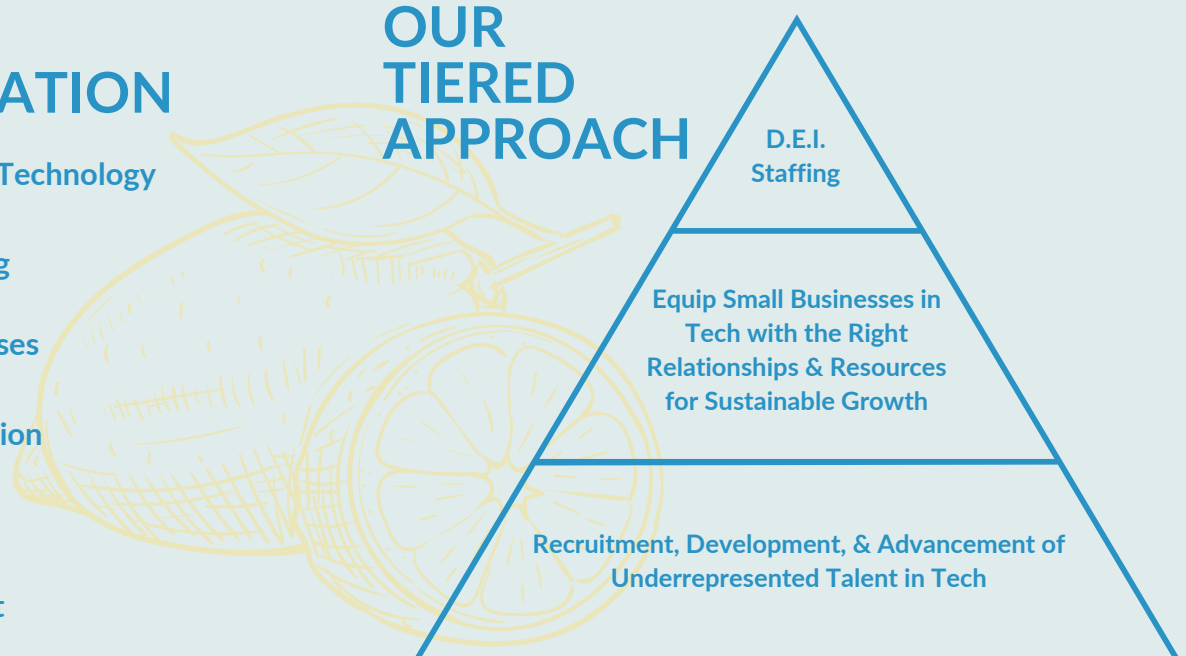 ATION
Technology
g
ses
ion
t
OUR
TIERED
APPROACH
D.E.I.
Staffing
Equip Small Businesses in
Tech with the Right
Relationships & Resources
for Sustainable Growth
Recruitment, Development, & Advancement of
Underrepresented Talent in Tech